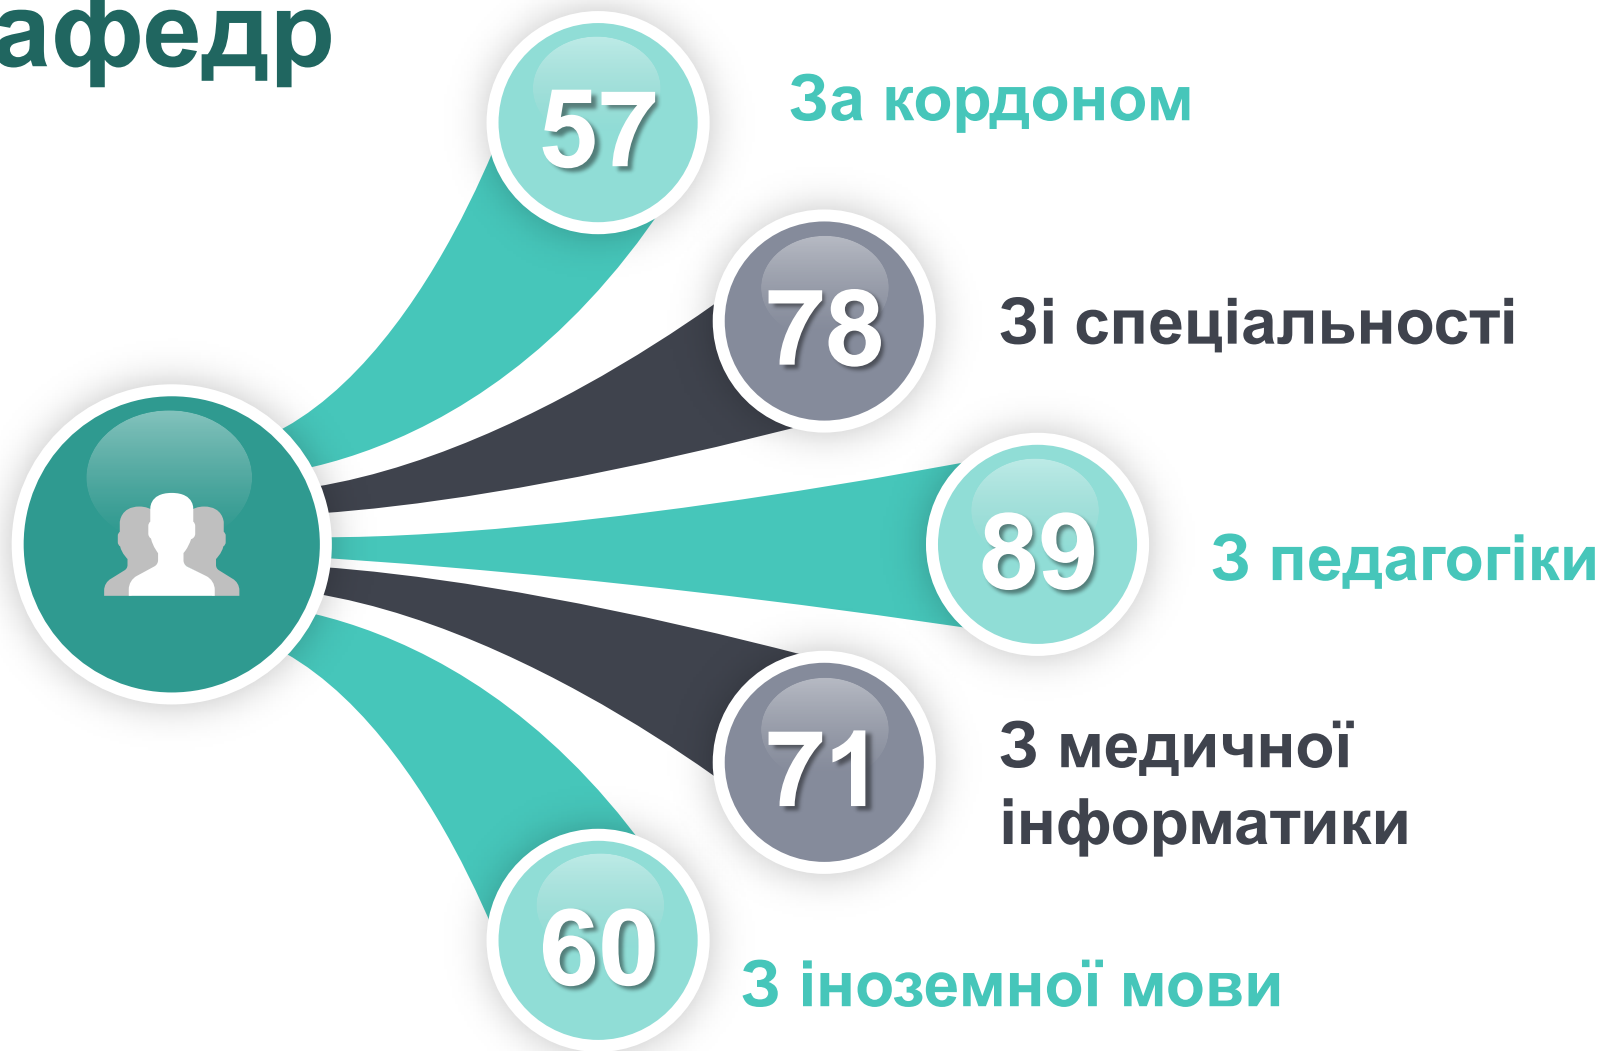 афедр
57
За кордоном
78
Зі спеціальності
89
З педагогіки
71
З медичної
інформатики
60
З іноземної мови